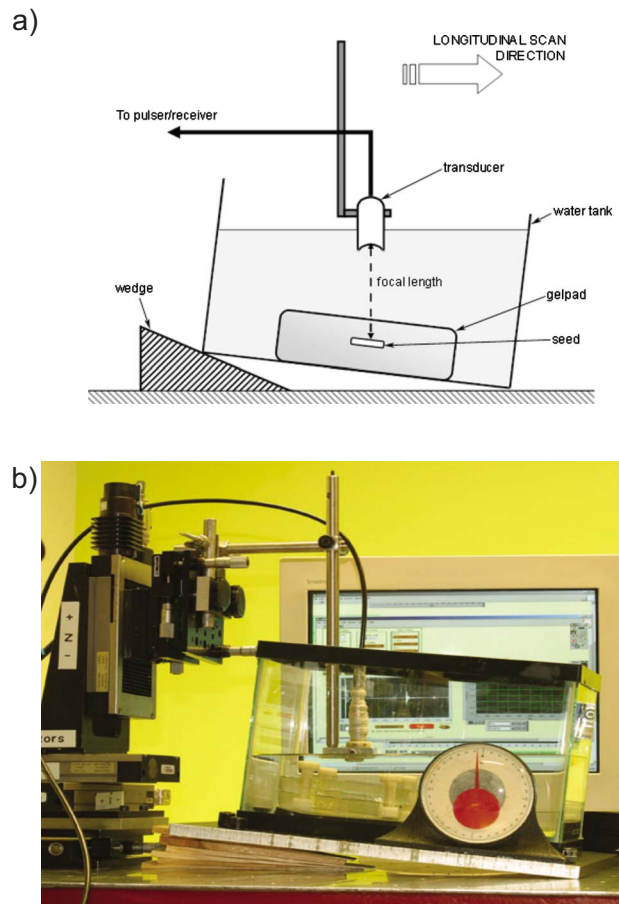 a)
LONGITUDINAL SCAN
DIRECTION
To pulser/receiver
transducer
water tank
focal length
wedge
gelpad
seed
b)
+ Z -
tors